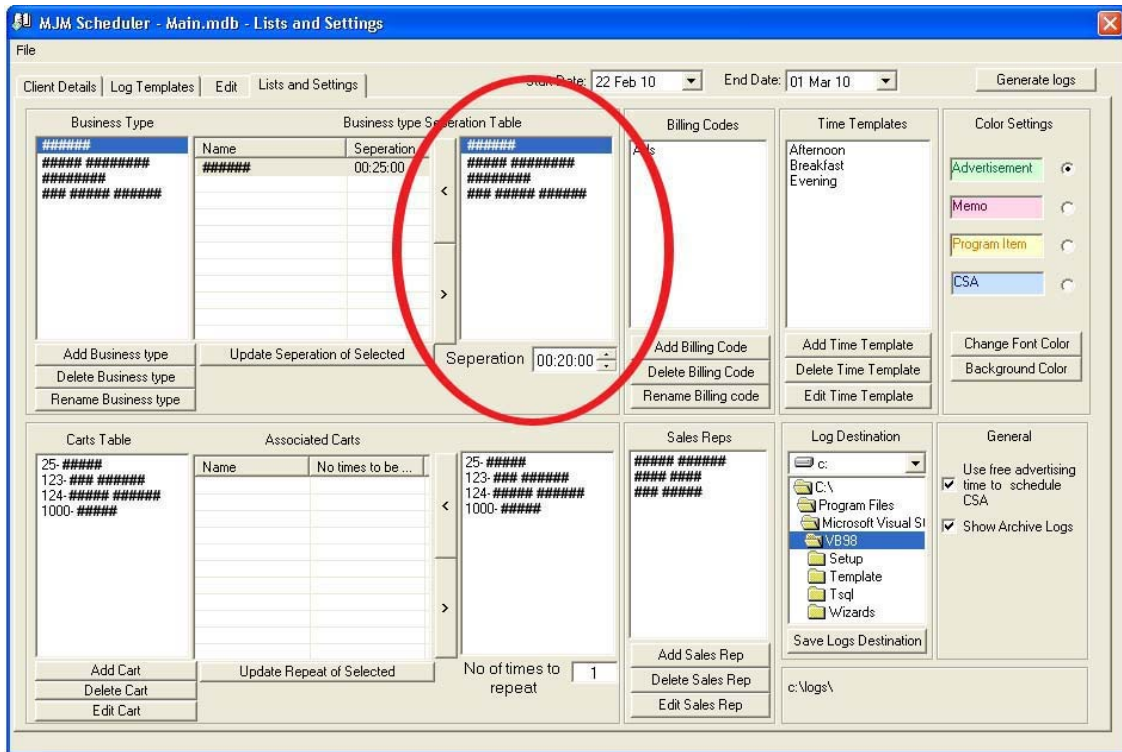 MJM Scheduler - Main.mdb - Lists and Settings
File
Client Details
Log Templates
Edit
Lists and Settings
Date: 22 Feb 10
End Date: 01 Mar 10
Generate logs
Business Type
######
##### ########
########
### ##### ######
Add Business type
Delete Business type
Rename Business type
Business type Seperation Table
Name Seperation
###### 00:25:00
Update Seperation of Selected
<
>
######
##### ########
########
### ##### ######
Seperation 00:20:00
Billing Codes
Add Billing Code
Delete Billing Code
Rename Billing code
Time Templates
Afternoon
Breakfast
Evening
Add Time Template
Delete Time Template
Edit Time Template
Color Settings
Advertisement
Memo
Program Item
CSA
Change Font Color
Background Color
Carts Table
25- #####
123- ### ######
124- ##### ######
1000- #####
Add Cart
Delete Cart
Edit Cart
Associated Carts
Name No times to be ...
Update Repeat of Selected
<
>
25- #####
123- ### ######
124- ##### ######
1000- #####
No of times to
repeat
1
Sales Reps
##### ######
#### ####
### #####
Add Sales Rep
Delete Sales Rep
Edit Sales Rep
Log Destination
c:
C:\
Program Files
Microsoft Visual
VB98
Setup
Template
Tsql
Wizards
Save Logs Destination
c:\logs\
General
Use free advertising
time to schedule
CSA
Show Archive Logs